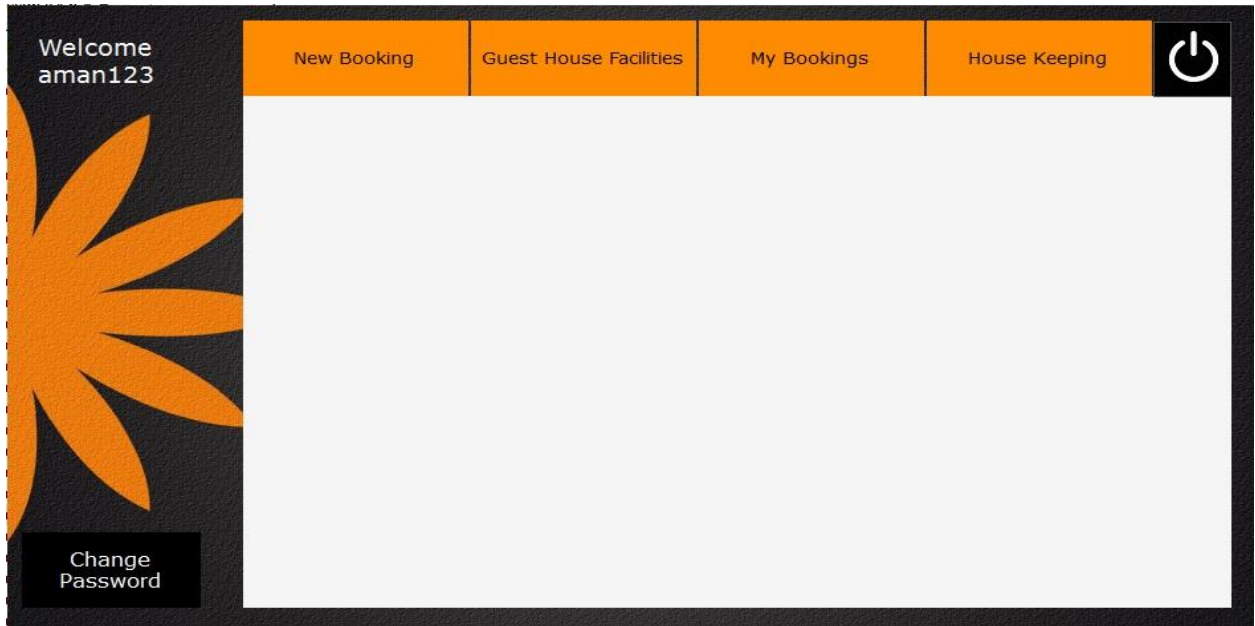 Welcome
aman123
New Booking
Guest House Facilities
My Bookings
House Keeping
Change
Password